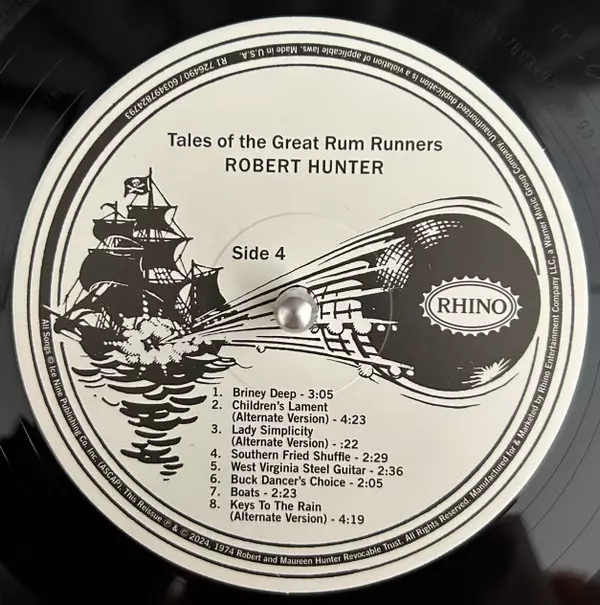 Tales of the Great Rum Runners
ROBERT HUNTER
Side 4
RHINO
1. Briney Deep - 3:05
2. Children's Lament
(Alternate Version) - 4:23
3. Lady Simplicity
(Alternate Version) - :22
4. Southern Fried Shuffle - 2:29
5. West Virginia Steel Guitar - 2:36
6. Buck Dancer's Choice - 2:05
7. Boats - 2:23
8. Keys To The Rain
(Alternate Version) - 4:19
All Songs © Ice Nine Publishing Co. Inc. (ASCAP). This Reissue ℗ & © 2024, 1974 Robert and Maureen Hunter Revocable Trust. All Rights Reserved. Manufactured for & Marketed by Rhino Entertainment Company LLC, a Warner Music Group Company. Unauthorized duplication is a violation of applicable laws. Made in U.S.A. R1 726490 / 603497824793